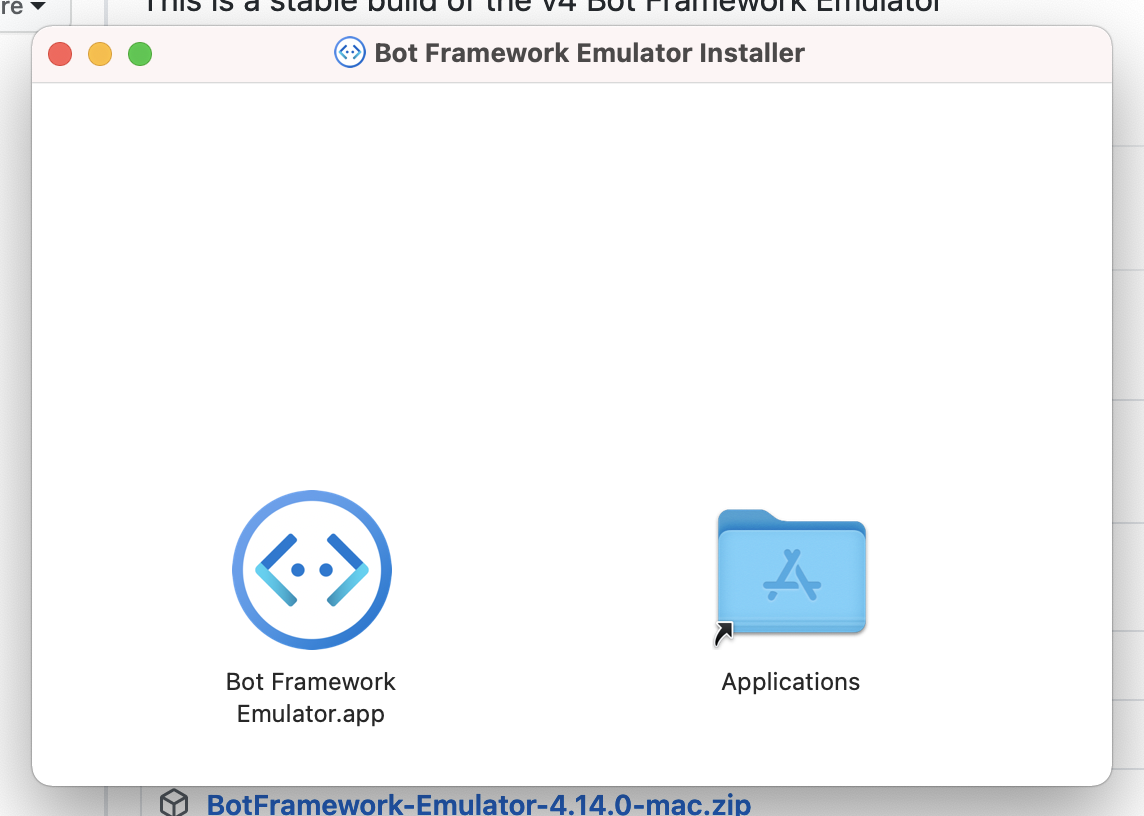 re
This is a stable build of the v4 Bot Framework Emulator
Bot Framework Emulator Installer
Bot Framework
Emulator.app
Applications
BotFramework-Emulator-4.14.0-mac.zip